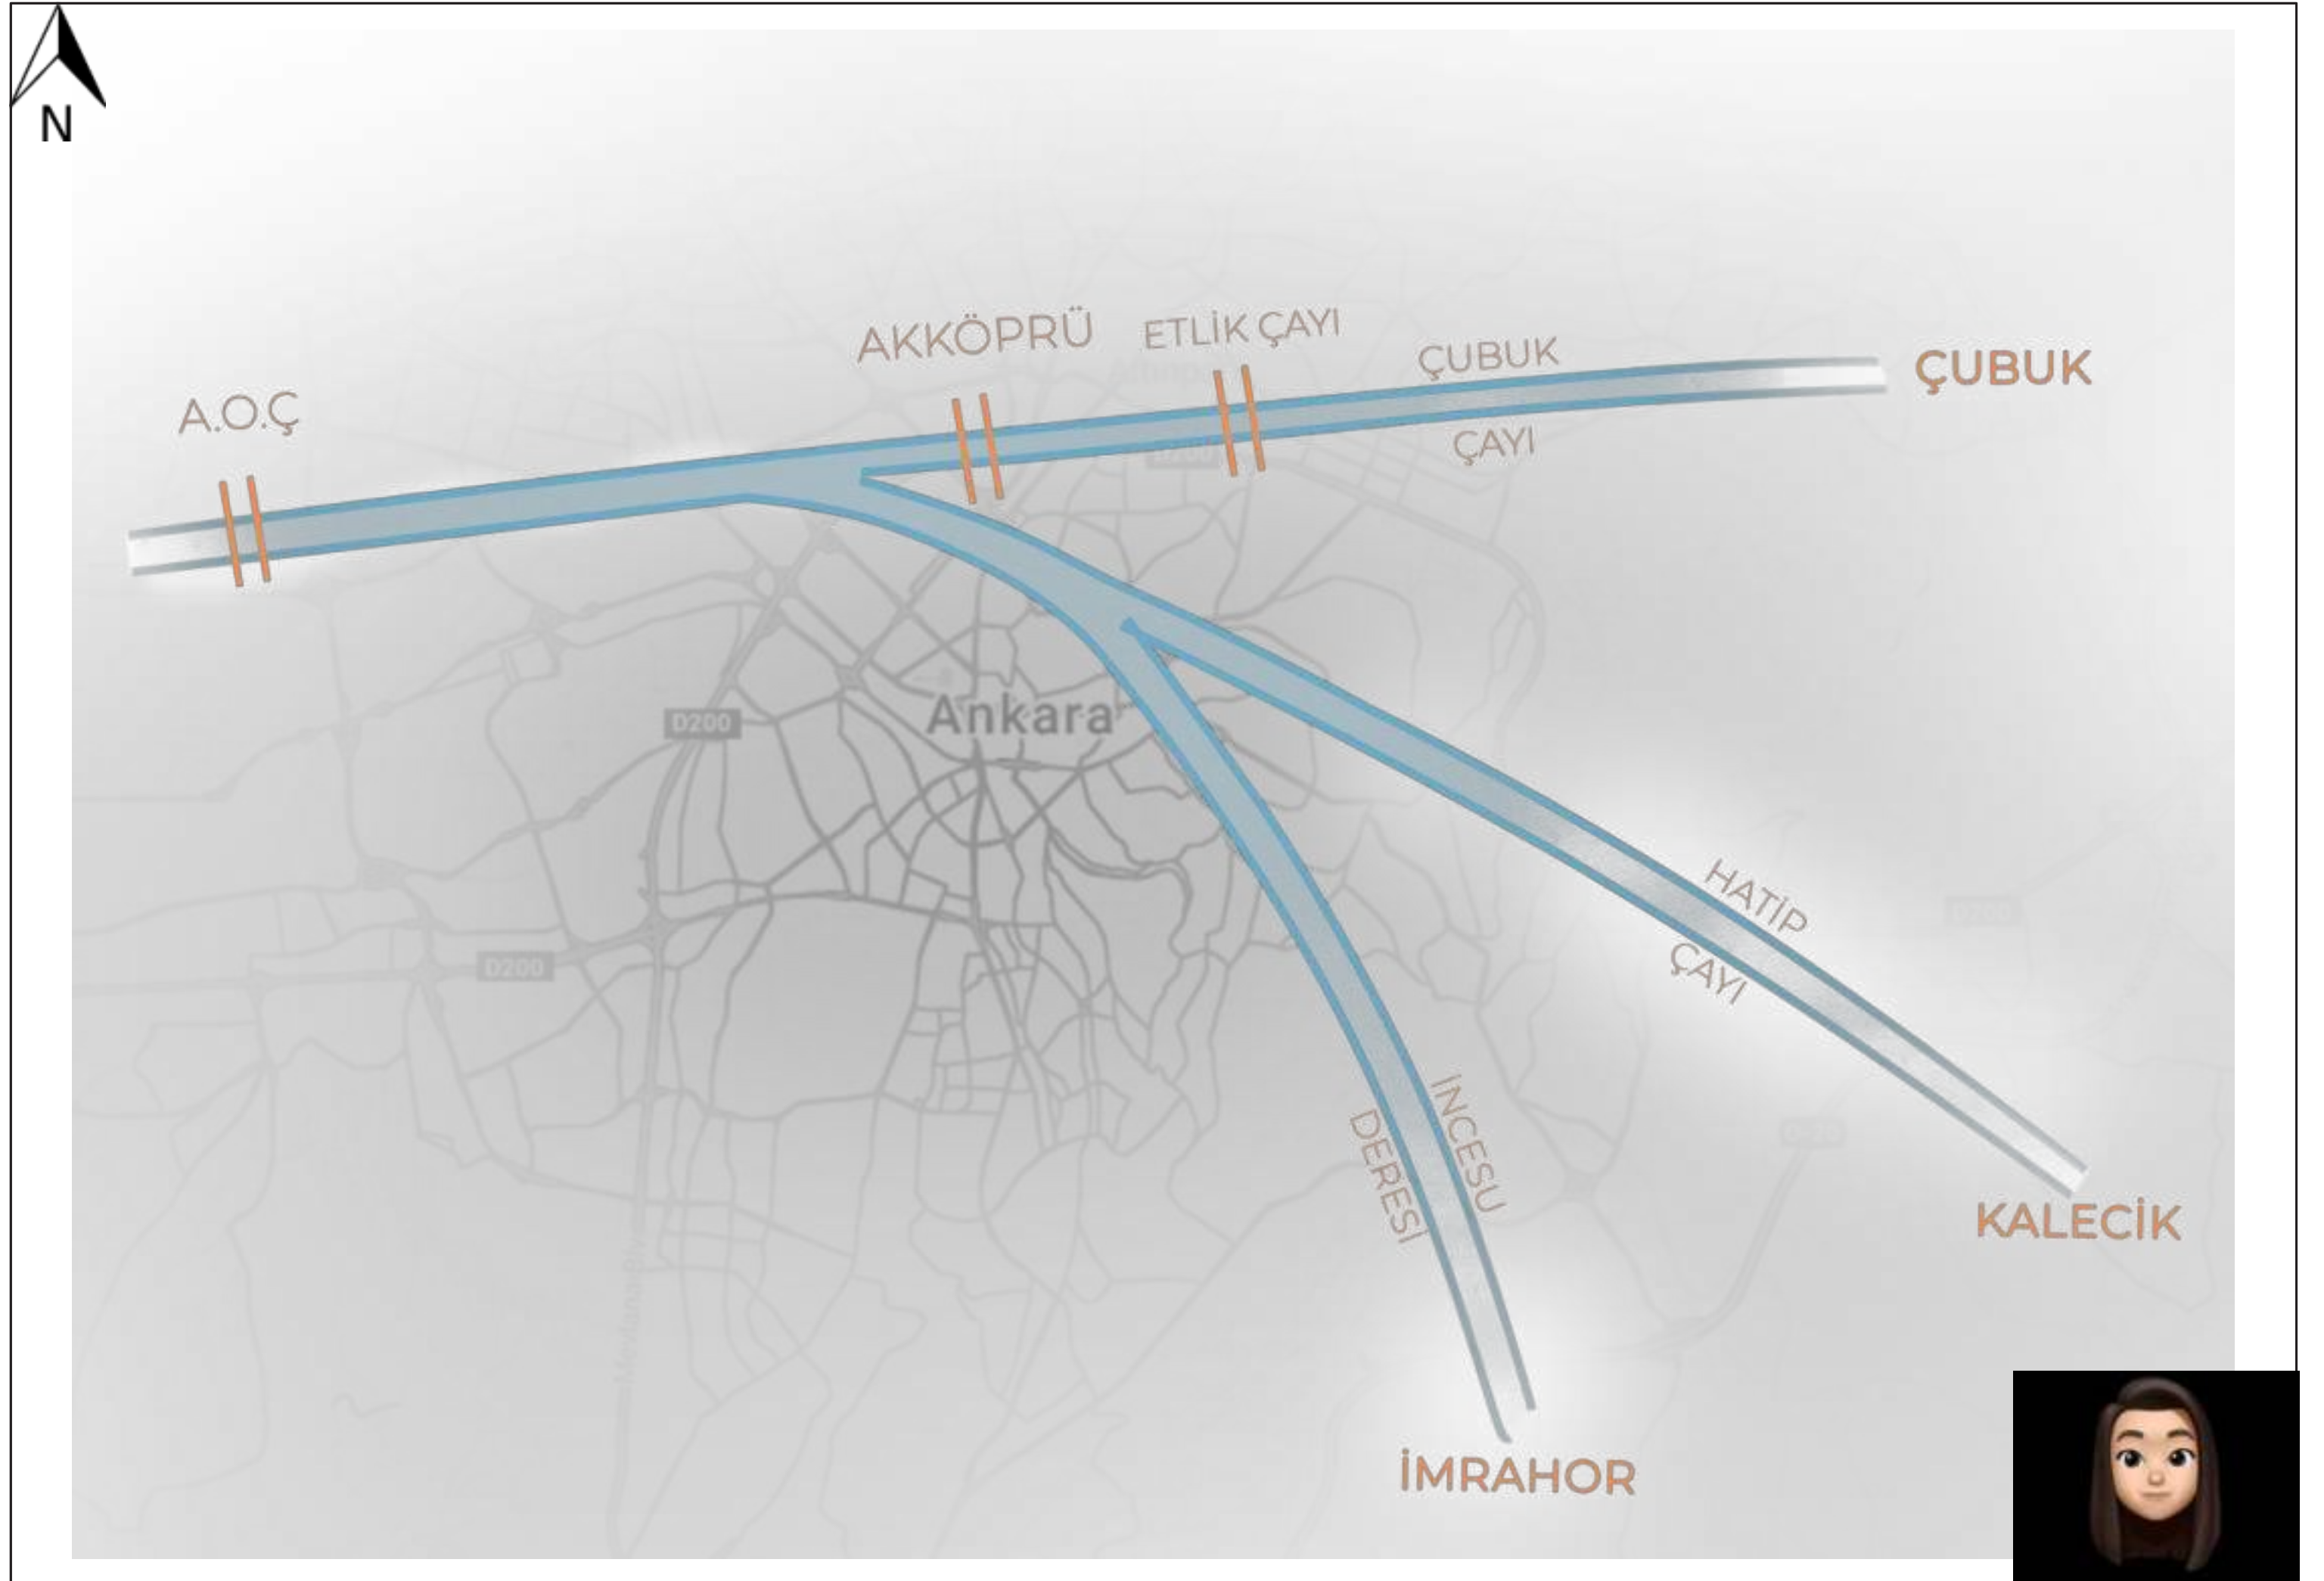 N
AKKÖPRÜ
ETLİK ÇAYI
ÇUBUK
ÇAYI
ÇUBUK
A.O.Ç
Ankara
D200
D200
HATİP
ÇAYI
İNCESU
DERESİ
KALECİK
İMRAHOR